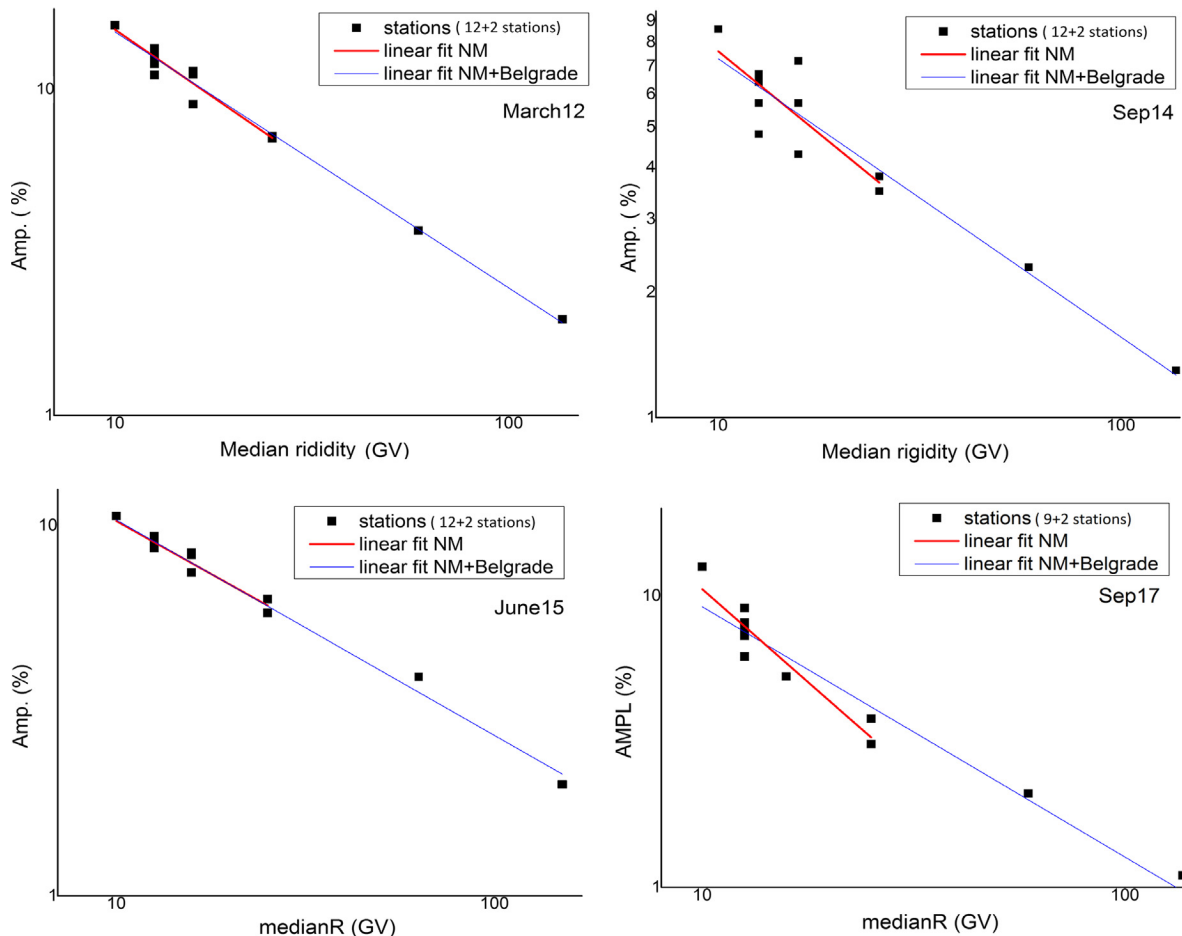 stations ( 12+2 stations)
linear fit NM
linear fit NM+Belgrade
March12
10
1
Amp. ( %)
10
100
Median rididity (GV)
stations ( 12+2 stations)
linear fit NM
linear fit NM+Belgrade
Sep14
9
8
7
6
5
4
3
2
1
Amp. ( %)
10
100
Median rigidity (GV)
stations ( 12+2 stations)
linear fit NM
linear fit NM+Belgrade
June15
10
1
Amp. (%)
10
100
medianR (GV)
stations ( 9+2 stations)
linear fit NM
linear fit NM+Belgrade
Sep17
10
1
AMPL (%)
10
100
medianR (GV)